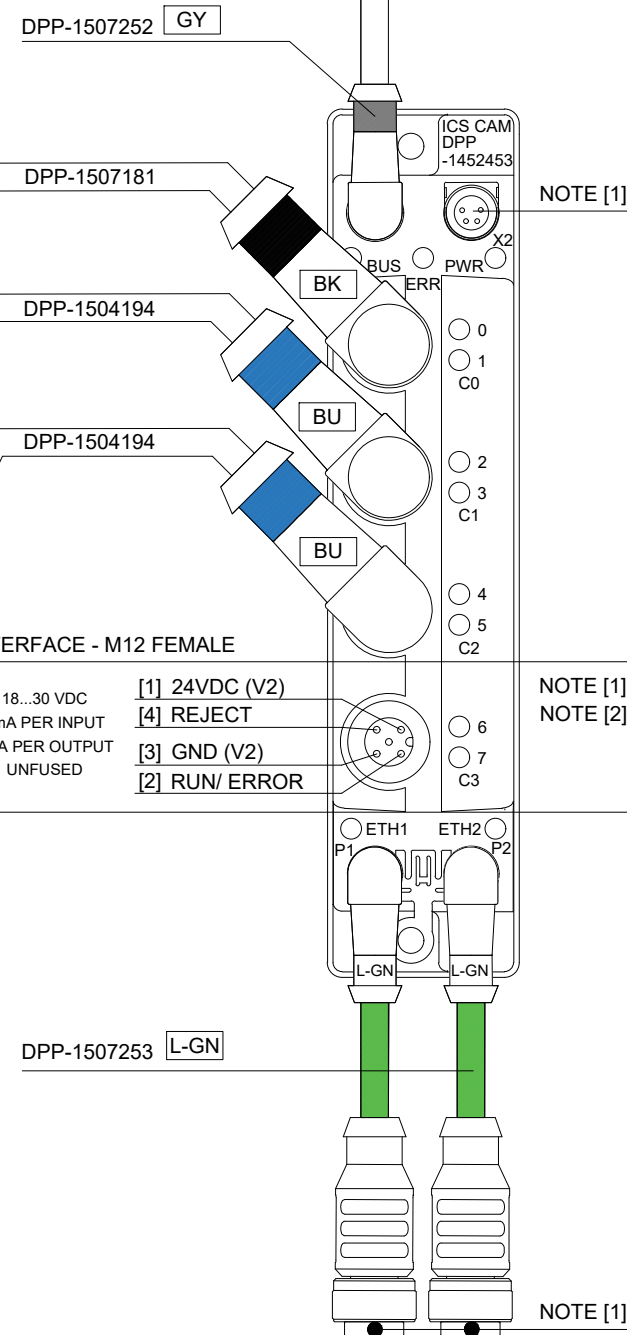 DPP-1507252 GY
ICS CAM
DPP
-1452453
DPP-1507181
NOTE [1]
X2
BUS
ERR
PWR
BK
DPP-1504194
0
1
C0
BU
2
3
C1
DPP-1504194
BU
4
5
C2
TERFACE - M12 FEMALE
18...30 VDC
mA PER INPUT
A PER OUTPUT
UNFUSED
[1] 24VDC (V2)
[4] REJECT
[3] GND (V2)
[2] RUN/ ERROR
NOTE [1]
NOTE [2]
6
7
C3
ETH1
ETH2
P1
P2
L-GN
L-GN
DPP-1507253 L-GN
NOTE [1]